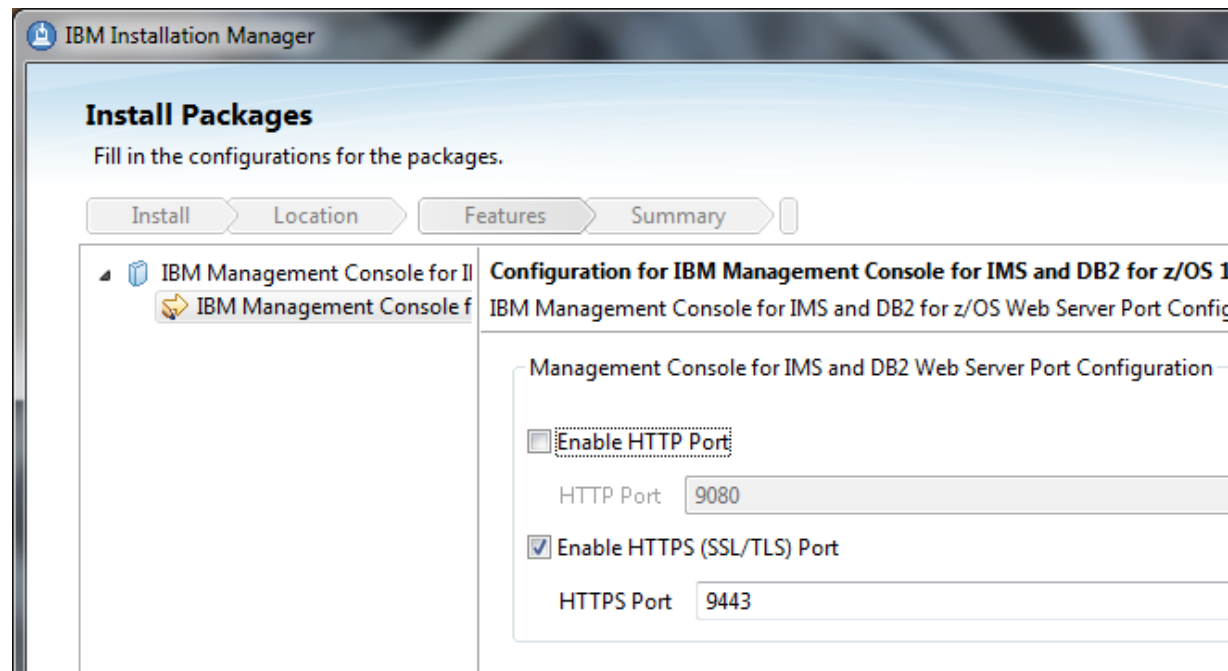 IBM Installation Manager
Install Packages
Fill in the configurations for the packages.
Install Location Features Summary
IBM Management Console for
IBM Management Console
Configuration for IBM Management Console for IMS and DB2 for z/OS 1
IBM Management Console for IMS and DB2 for z/OS Web Server Port
Management Console for IMS and DB2 Web Server Port Configuration
Enable HTTP Port
HTTP Port 9080
Enable HTTPS (SSL/TLS) Port
HTTPS Port 9443